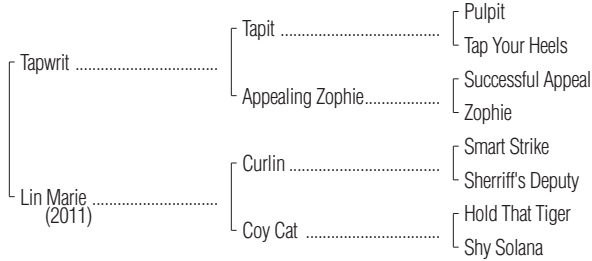 Pulpit
Tapit ..........................................
Tap Your Heels
Tapwrit .....................................
Successful Appeal
Appealing Zophie....................
Zophie
Smart Strike
Curlin ........................................
Sherriff's Deputy
Lin Marie .................................
(2011)
Hold That Tiger
Coy Cat ...................................
Shy Solana